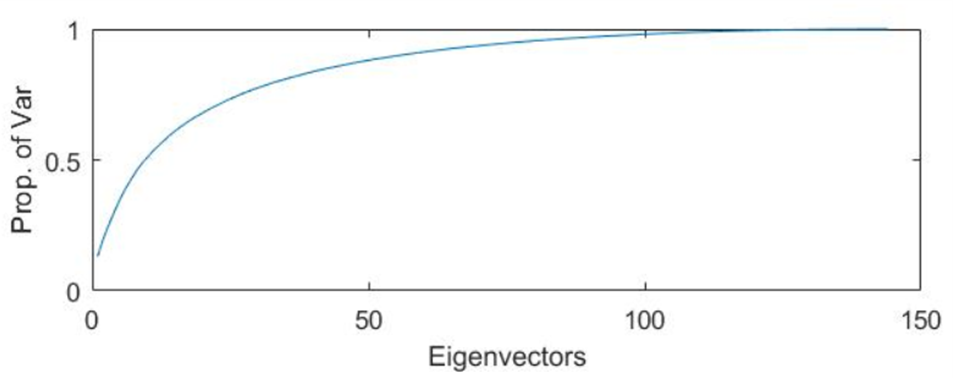 1
0.5
0
Prop. of Var
0 50 100 150
Eigenvectors